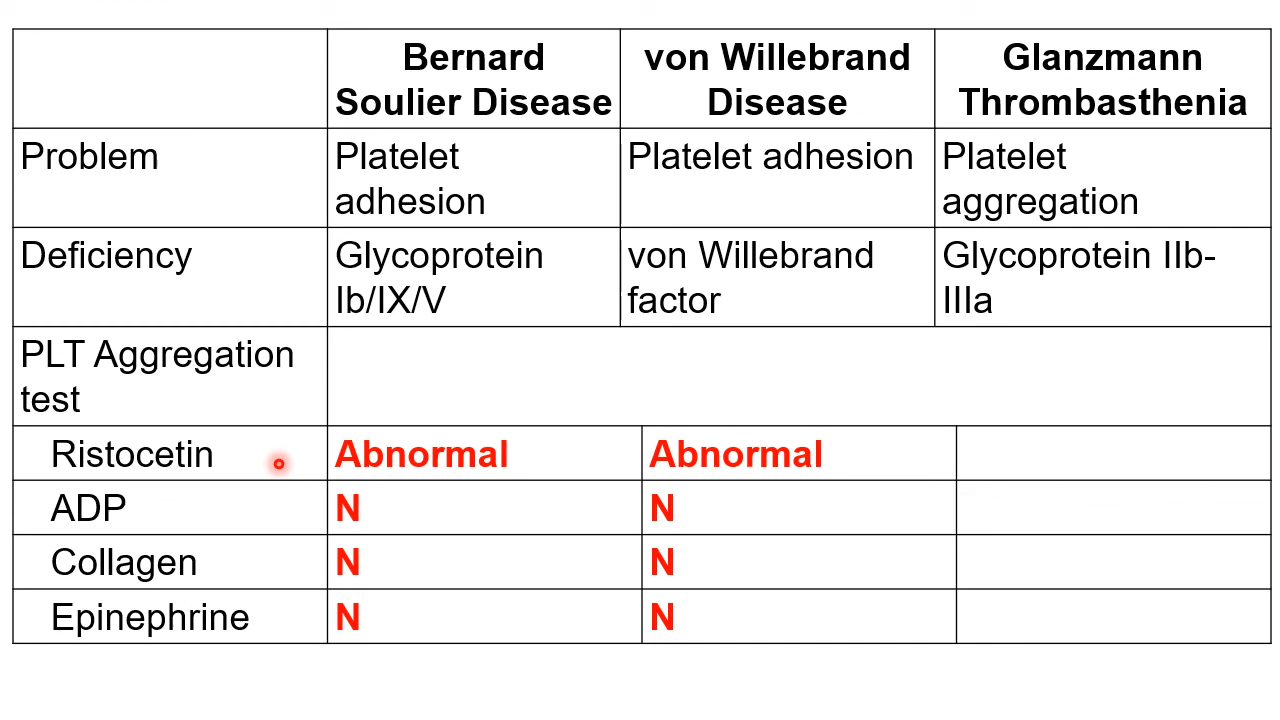 Bernard
Soulier Disease
von Willebrand
Disease
Glanzmann
Thrombasthenia
Problem
Platelet
adhesion
Platelet adhesion
Platelet
aggregation
Deficiency
Glycoprotein
Ib/IX/V
von Willebrand
factor
Glycoprotein IIb-
IIIa
PLT Aggregation
test
Ristocetin
Abnormal
Abnormal
ADP
N
N
Collagen
N
N
Epinephrine
N
N